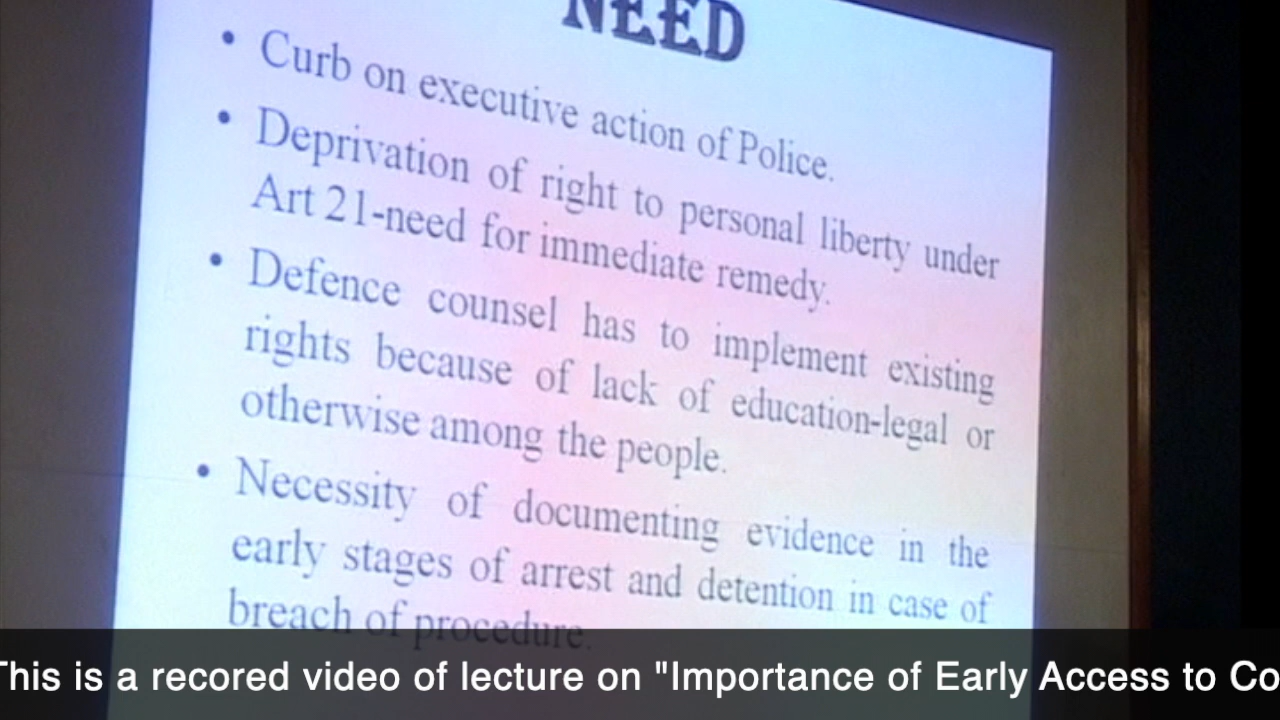 NEED
• Curb on executive action of Police.
• Deprivation of right to personal liberty under
Art 21-need for immediate remedy.
• Defence counsel has to implement existing
rights because of lack of education-legal or
otherwise among the people.
• Necessity of documenting evidence in the
early stages of arrest and detention in case of
breach of procedure.
This is a recored video of lecture on "Importance of Early Access to Co